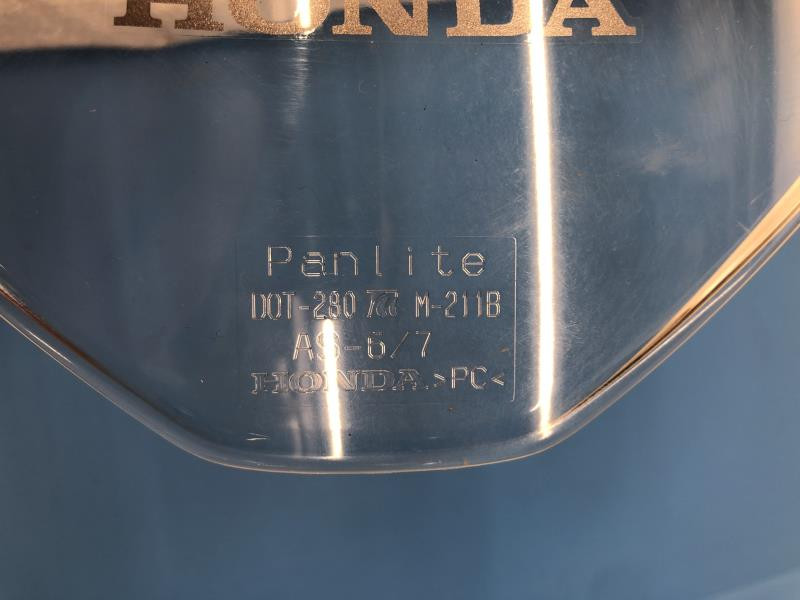 HONDA
Panlite
DOT-280 M-211B
AS-6/7
HONDA >PC<